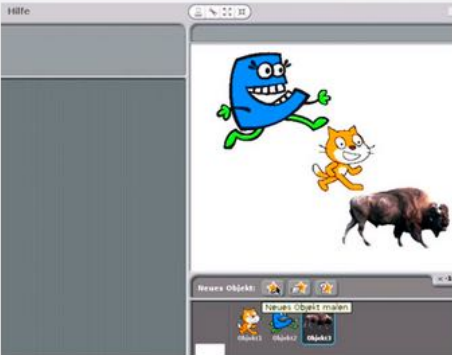 Hilfe
Neues Objekt:
Neues Objekt malen
Objekt1
Objekt2
Objekt3